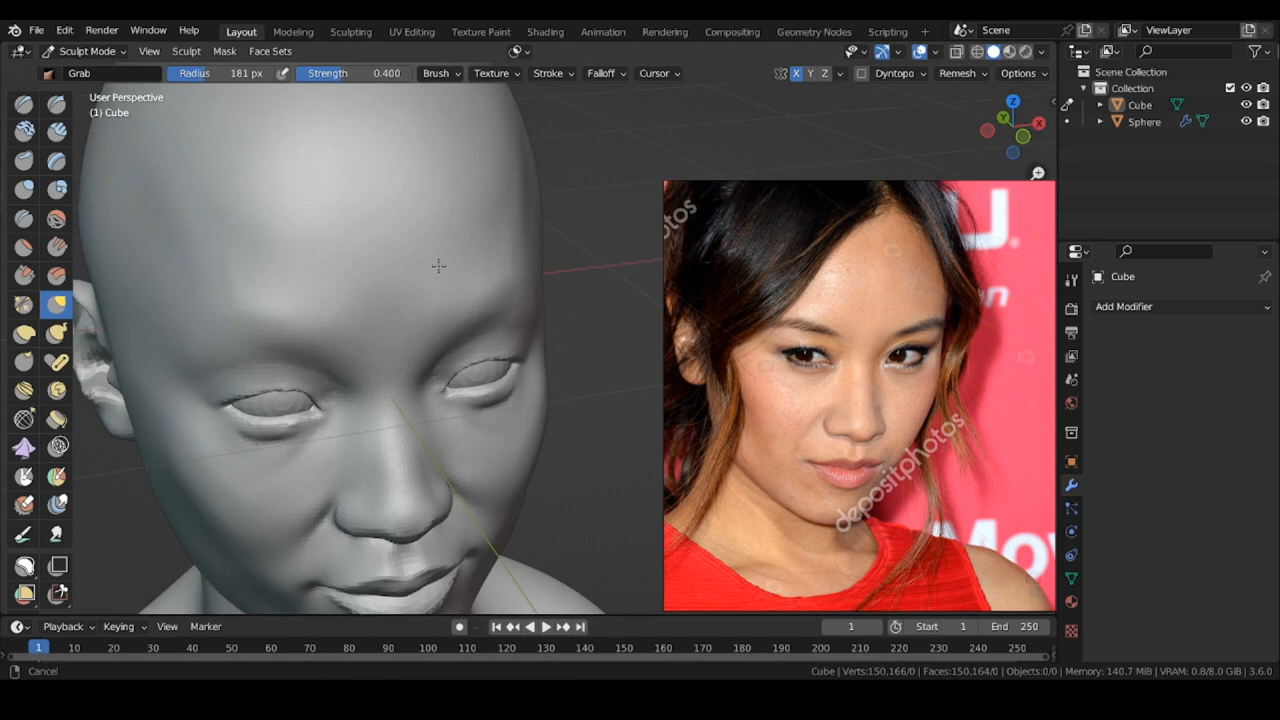 File Edit Render Window Help Layout Modeling Sculpting UV Editing Texture Paint Shading Animation Rendering Compositing Geometry Nodes Scripting + Scene ViewLayer
Sculpt Mode View Sculpt Mask Face Sets
Grab Radius 181 px Strength 0.400 Brush Texture Stroke Falloff Cursor X Y Z Dyntopo Remesh Options
Scene Collection
Collection
Cube
Sphere
User Perspective
(1) Cube
Z
Y
X
Cube
Add Modifier
J.
depositphotos
Mo
Playback Keying View Marker 1 Start 1 End 250
1 10 20 30 40 50 60 70 80 90 100 110 120 130 140 150 160 170 180 190 200 210 220 230 240 250
Cancel Cube | Verts:150,166/0 | Faces:150,164/0 | Objects:0/0 | Memory: 140.7 MiB | VRAM: 0.8/8.0 GiB | 3.6.0